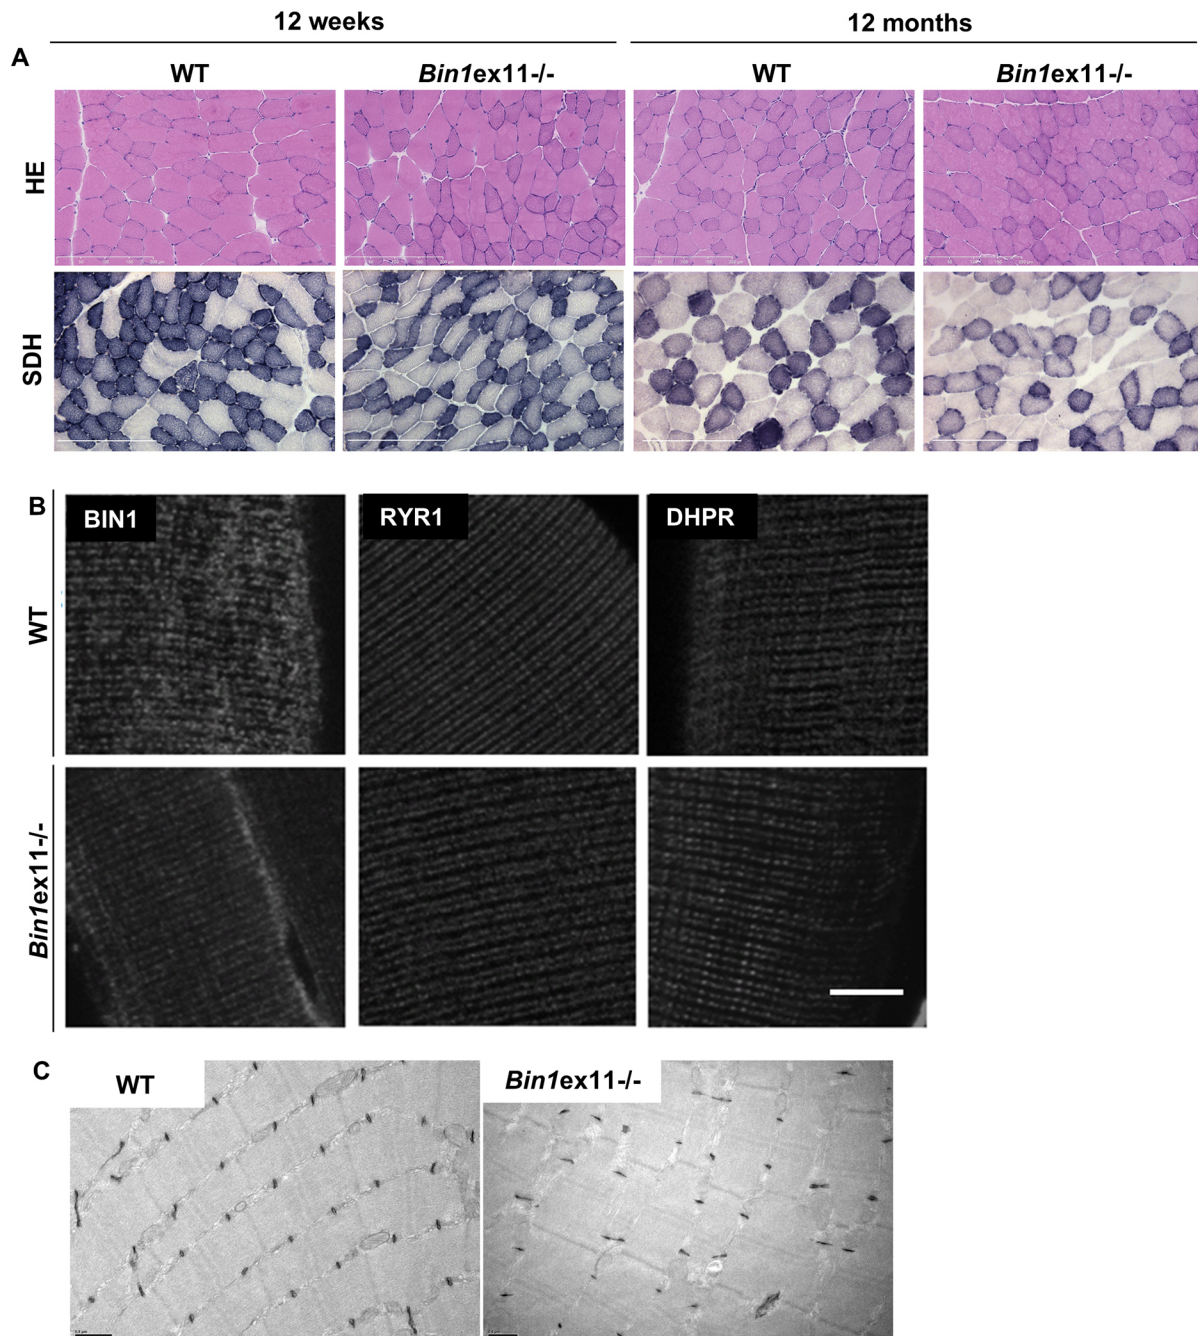 12 weeks 12 months
A
WT Bin1ex11-/- WT Bin1ex11-/-
HE
SDH
B
BIN1 RYR1 DHPR
WT
Bin1ex11-/-
C
WT Bin1ex11-/-